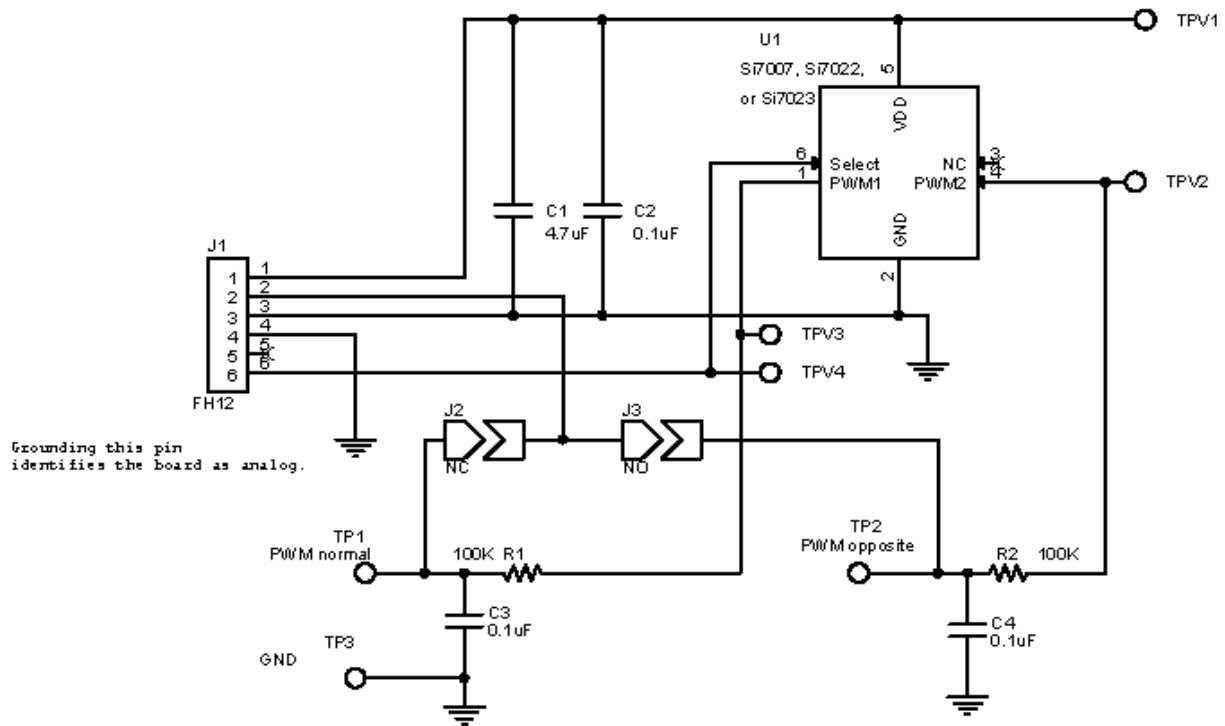 TPV1
U1
Si7007, Si7022,
or Si7023
5
VDD
6
Select
NC
3
1
PWM1
PWM2
4
TPV2
GND
2
C1
4.7uF
C2
0.1uF
J1
1
2
3
4
5
6
1
2
3
4
5
6
FH12
TPV3
TPV4
Grounding this pin
identifies the board as analog.
J2
NC
J3
NO
TP1
PWM normal
100K R1
C3
0.1uF
TP3
GND
TP2
PWM opposite
R2 100K
C4
0.1uF